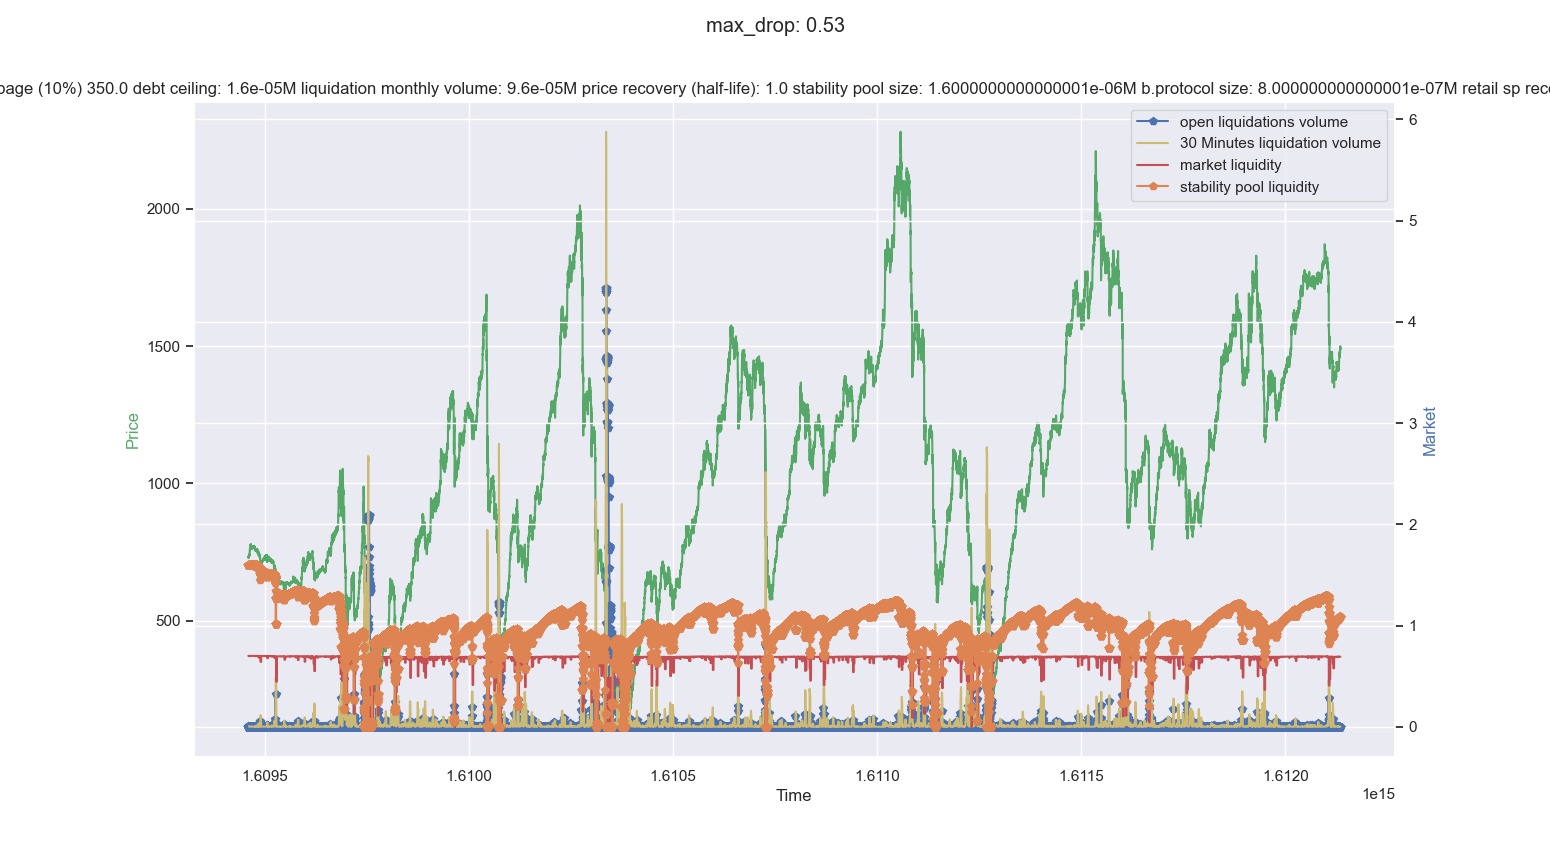 max_drop: 0.53
page (10%) 350.0 debt ceiling: 1.6e-05M liquidation monthly volume: 9.6e-05M price recovery (half-life): 1.0 stability pool size: 1.6000000000000001e-06M b.protocol size: 8.000000000000001e-07M retail sp
open liquidations volume
30 Minutes liquidation volume
market liquidity
stability pool liquidity
2000
1500
1000
500
Price
6
5
4
3
2
1
0
Market
1.6095
1.6100
1.6105
1.6110
1.6115
1.6120
1e15
Time